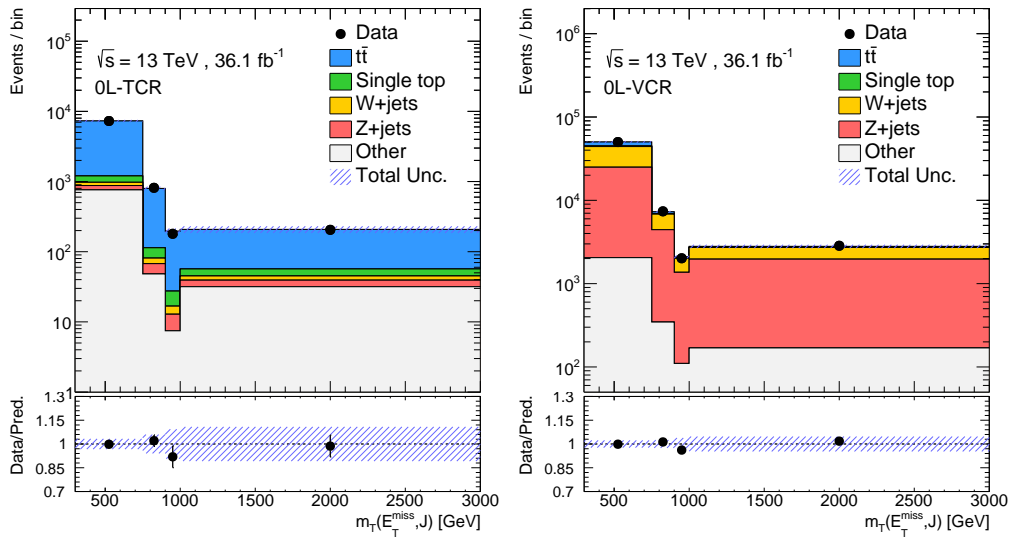 Events / bin
10⁵
10⁴
10³
10²
10
1
√s = 13 TeV , 36.1 fb⁻¹
0L-TCR
Data
tt̄
Single top
W+jets
Z+jets
Other
Total Unc.
Data/Pred.
1.3
1.15
1
0.85
0.7
500 1000 1500 2000 2500 3000
m_T(E_T^miss,J) [GeV]
Events / bin
10⁶
10⁵
10⁴
10³
10²
√s = 13 TeV , 36.1 fb⁻¹
0L-VCR
Data
tt̄
Single top
W+jets
Z+jets
Other
Total Unc.
Data/Pred.
1.3
1.15
1
0.85
0.7
500 1000 1500 2000 2500 3000
m_T(E_T^miss,J) [GeV]